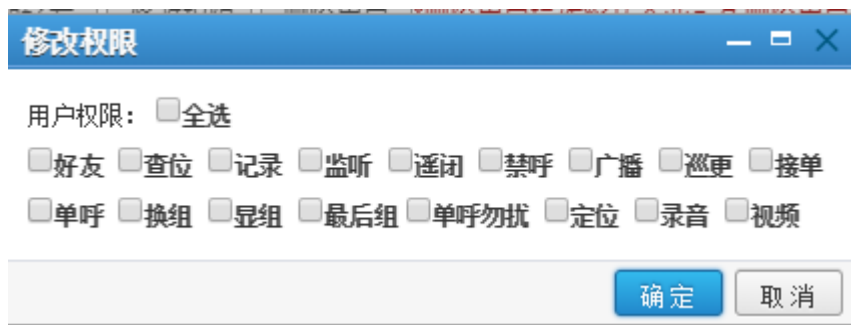 修改权限
用户权限： 全选
好友 查位 记录 监听 遥闭 禁呼 广播 巡更 接单
单呼 换组 显组 最后组 单呼勿扰 定位 录音 视频
确定 取消